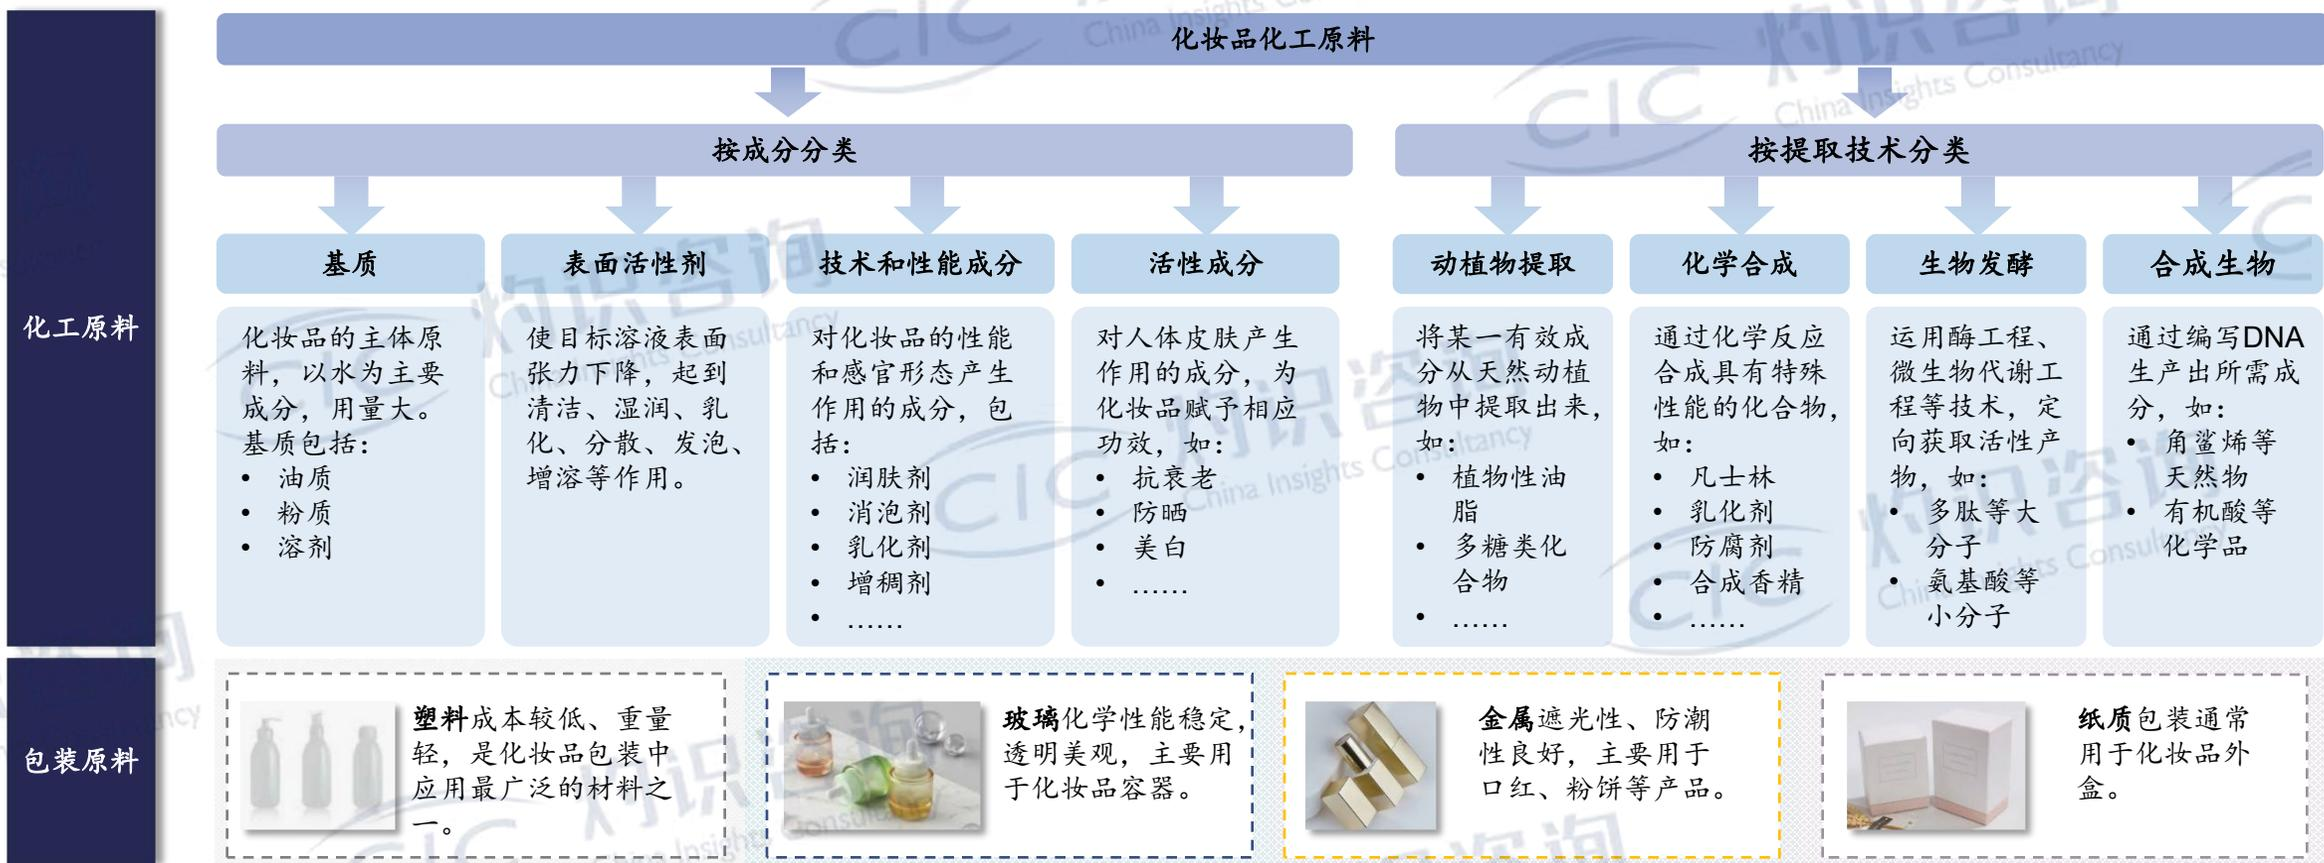 化妆品化工原料
按成分分类
按提取技术分类
化工原料
基质
化妆品的主体原
料，以水为主要
成分，用量大。
基质包括：
• 油质
• 粉质
• 溶剂
表面活性剂
使目标溶液表面
张力下降，起到
清洁、湿润、乳
化、分散、发泡、
增溶等作用。
技术和性能成分
对化妆品的性能
和感官形态产生
作用的成分，包
括：
• 润肤剂
• 消泡剂
• 乳化剂
• 增稠剂
• ……
活性成分
对人体皮肤产生
作用的成分，为
化妆品赋予相应
功效，如：
• 抗衰老
• 防晒
• 美白
• ……
动植物提取
将某一有效成
分从天然动植
物中提取出来，
如：
• 植物性油
脂
• 多糖类化
合物
• ……
化学合成
通过化学反应
合成具有特殊
性能的化合物，
如：
• 凡士林
• 乳化剂
• 防腐剂
• 合成香精
• ……
生物发酵
运用酶工程、
微生物代谢工
程等技术，定
向获取活性产
物，如：
• 多肽等大
分子
• 氨基酸等
小分子
合成生物
通过编写DNA
生产出所需成
分，如：
• 角鲨烯等
天然物
• 有机酸等
化学品
包装原料
塑料成本较低、重量
轻，是化妆品包装中
应用最广泛的材料之
一。
玻璃化学性能稳定，
透明美观，主要用
于化妆品容器。
金属遮光性、防潮
性良好，主要用于
口红、粉饼等产品。
纸质包装通常
用于化妆品外
盒。
CIC 灼识咨询
China Insights Consultancy